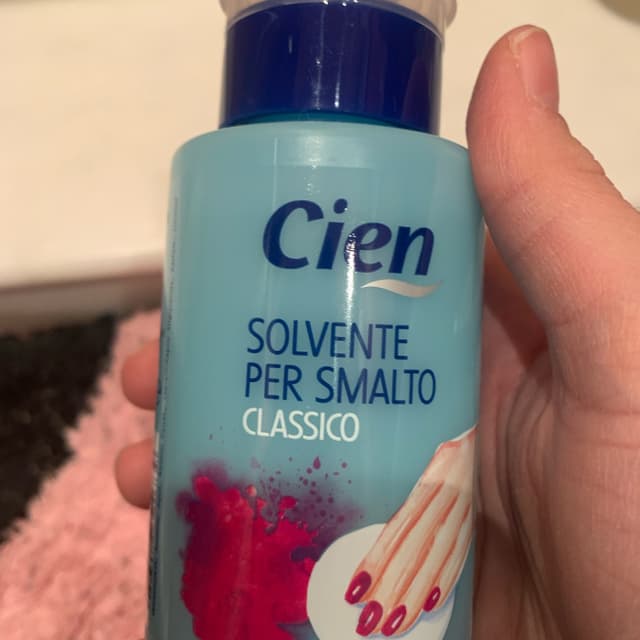 Cien
SOLVENTE
PER SMALTO
CLASSICO